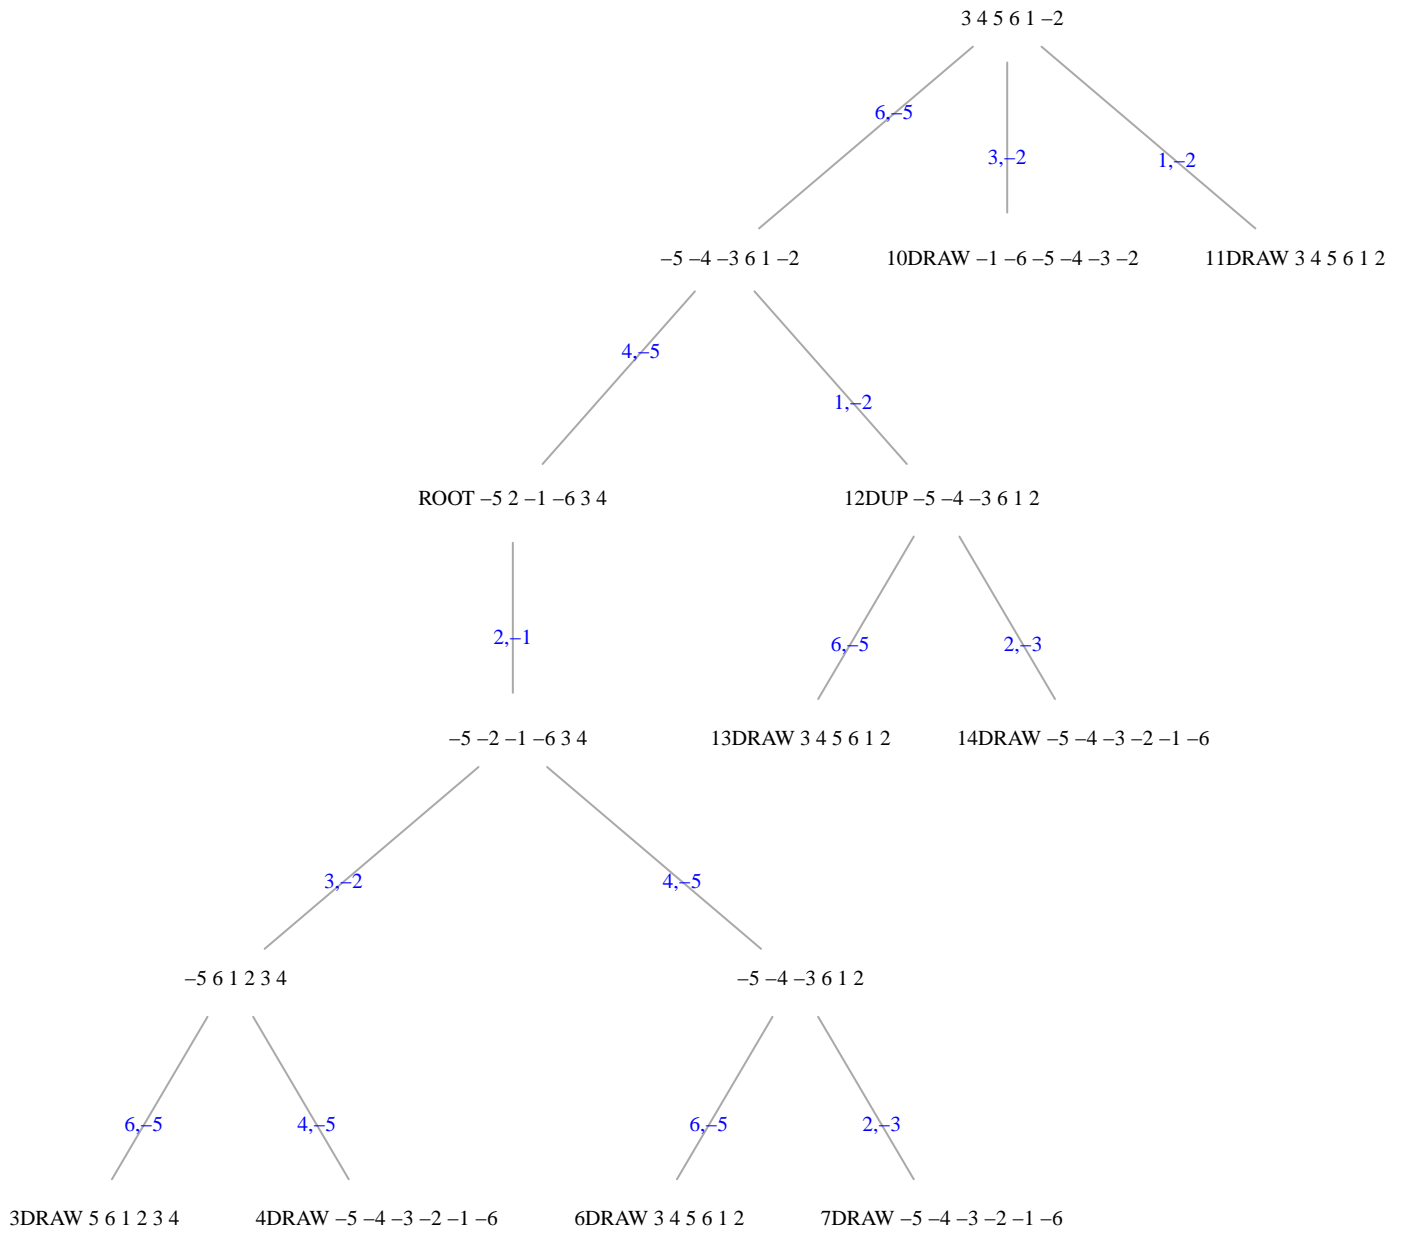 3 4 5 6 1 –2
6,–5
3,–2
1,–2
–5 –4 –3 6 1 –2
10DRAW –1 –6 –5 –4 –3 –2
11DRAW 3 4 5 6 1 2
4,–5
1,–2
ROOT –5 2 –1 –6 3 4
12DUP –5 –4 –3 6 1 2
2,–1
6,–5
2,–3
–5 –2 –1 –6 3 4
13DRAW 3 4 5 6 1 2
14DRAW –5 –4 –3 –2 –1 –6
3,–2
4,–5
–5 6 1 2 3 4
–5 –4 –3 6 1 2
6,–5
4,–5
6,–5
2,–3
3DRAW 5 6 1 2 3 4
4DRAW –5 –4 –3 –2 –1 –6
6DRAW 3 4 5 6 1 2
7DRAW –5 –4 –3 –2 –1 –6